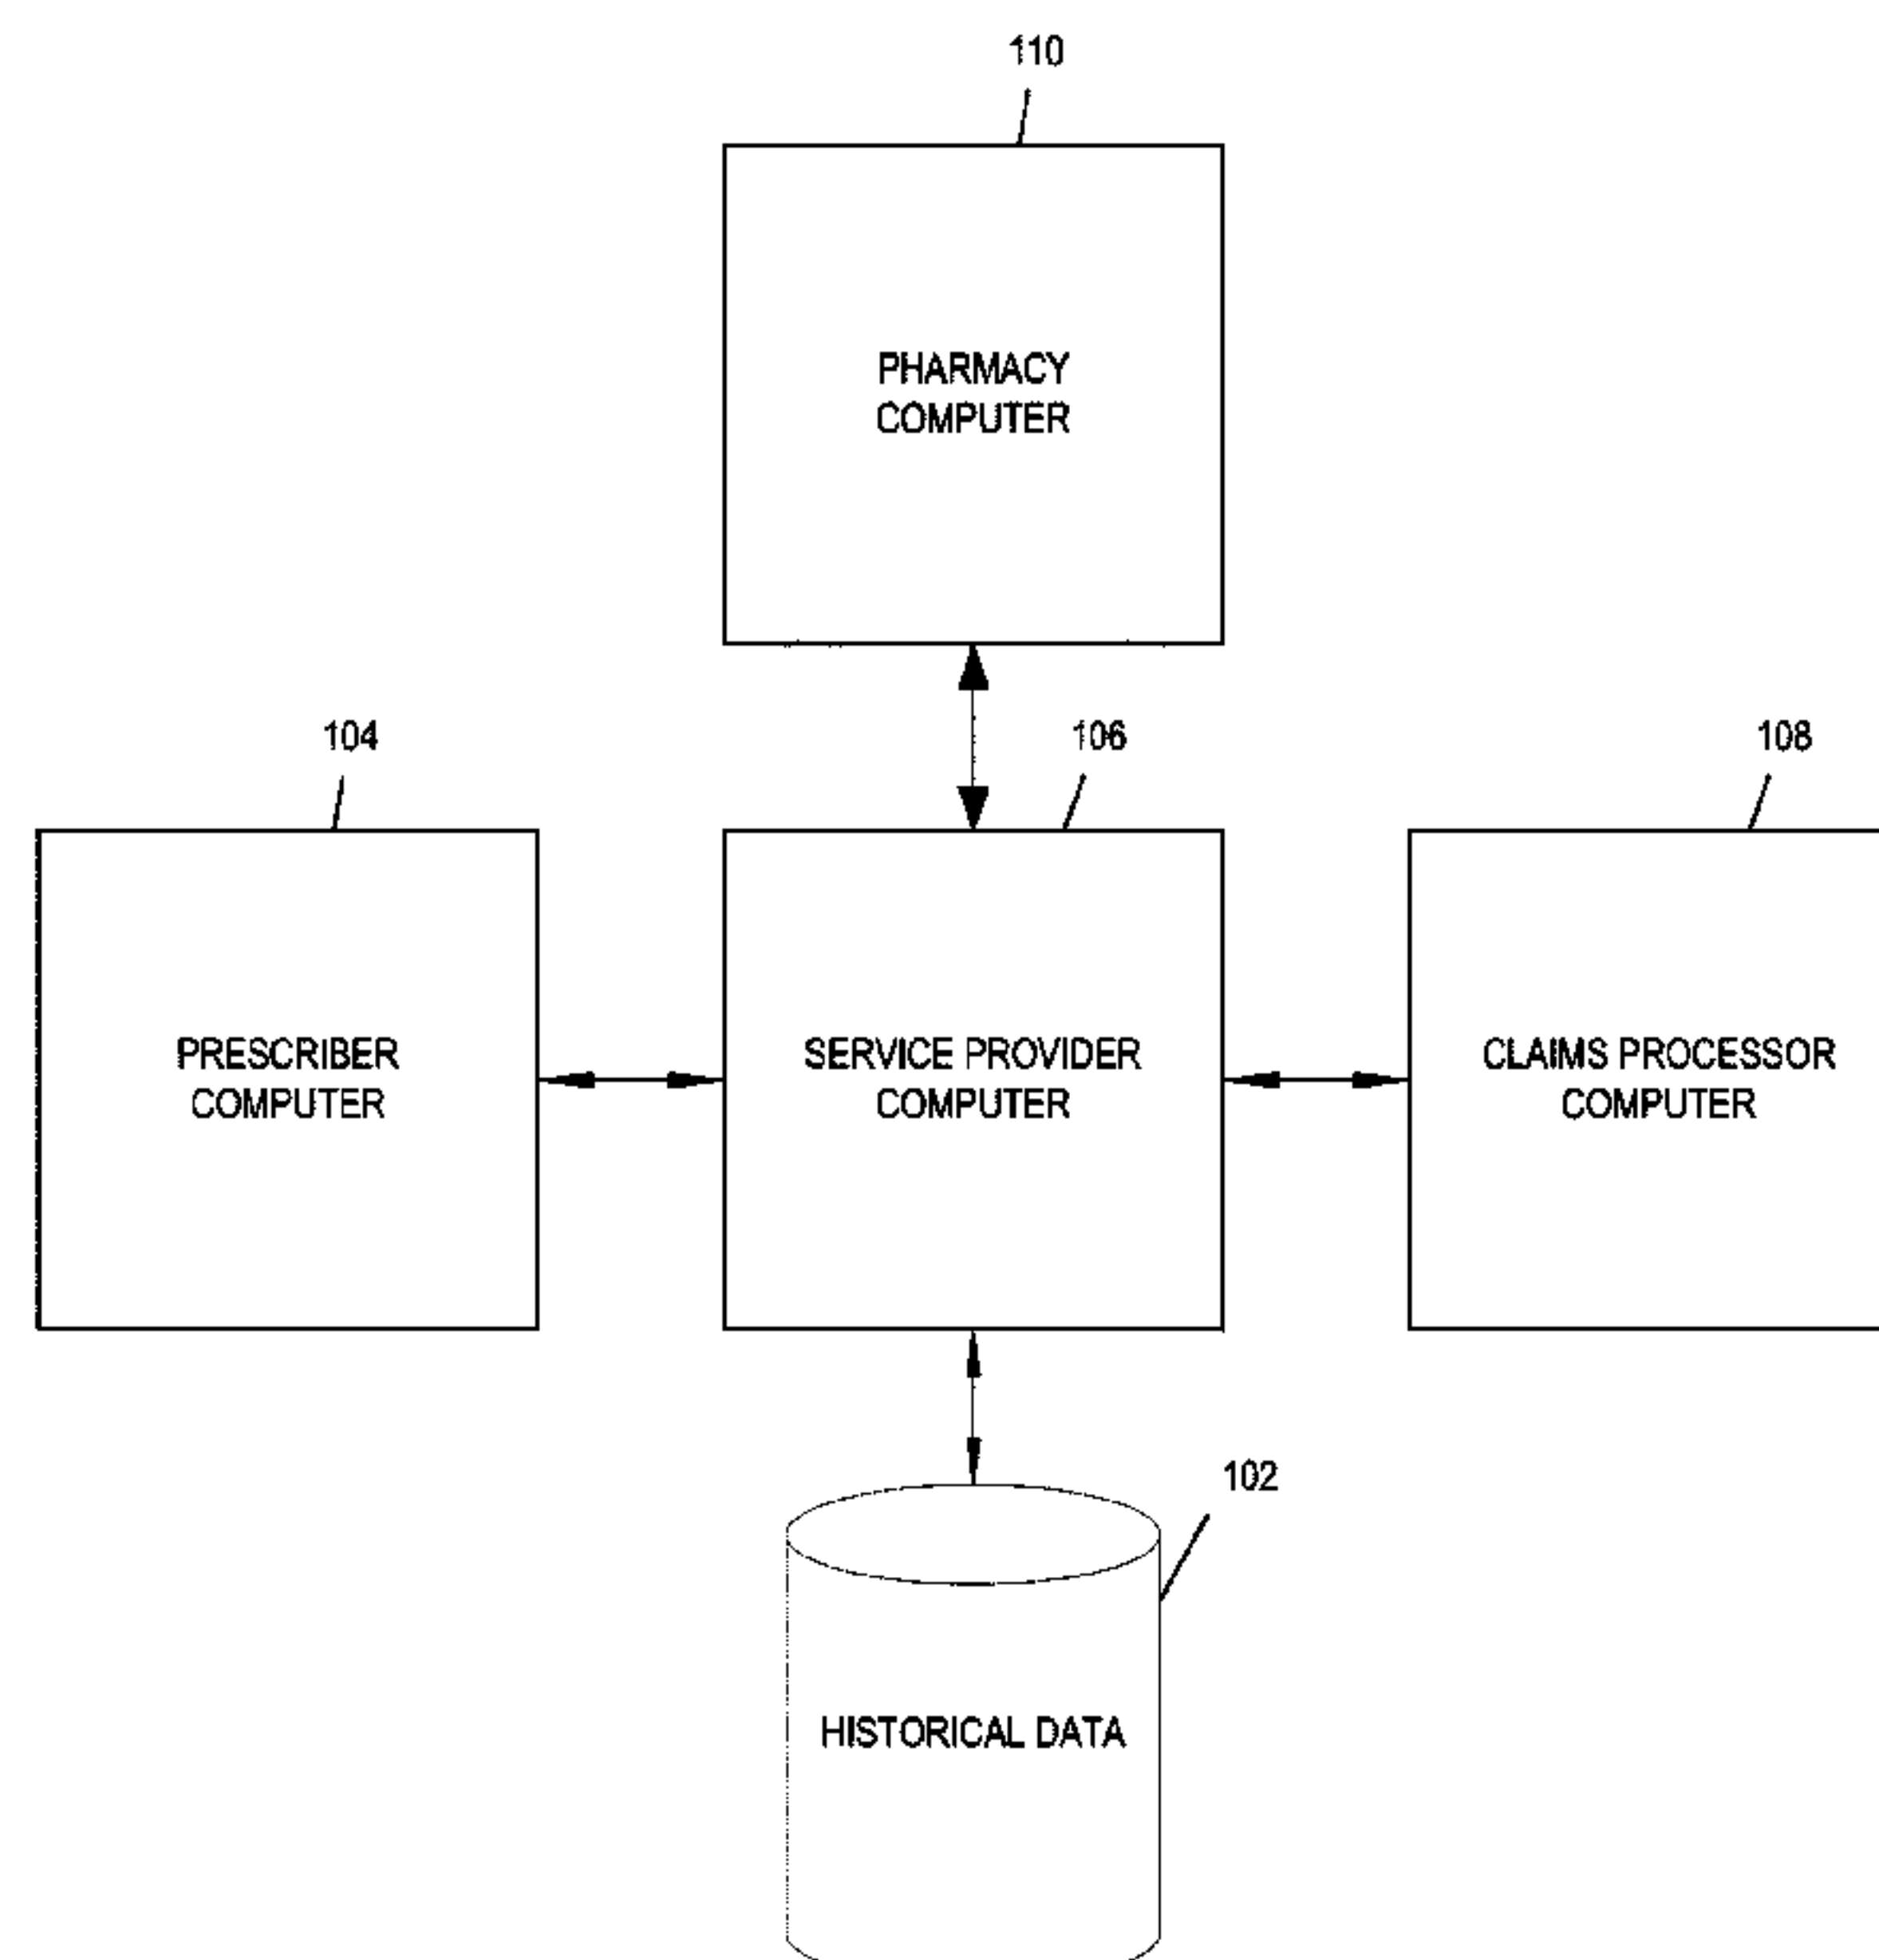 110
PHARMACY
COMPUTER
104
106
108
PRESCRIBER
COMPUTER
SERVICE PROVIDER
COMPUTER
CLAIMS PROCESSOR
COMPUTER
102
HISTORICAL DATA